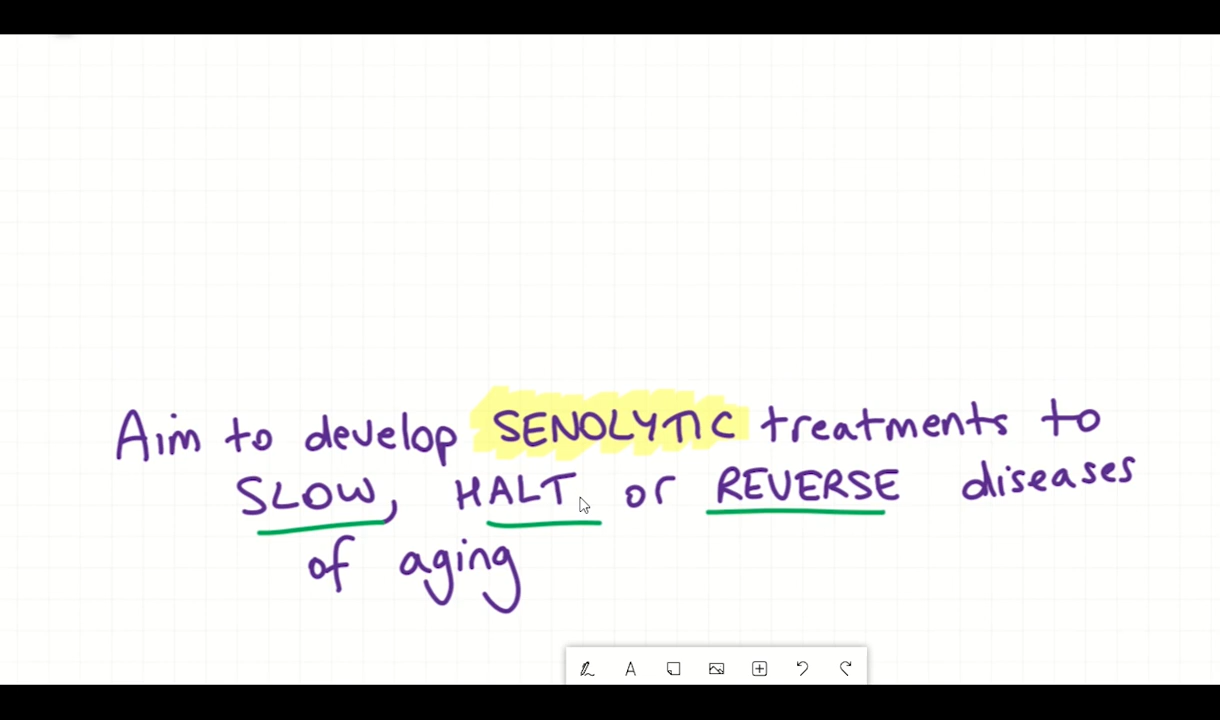 Aim to develop SENOLYTIC treatments to
SLOW, HALT or REVERSE diseases
of aging
A